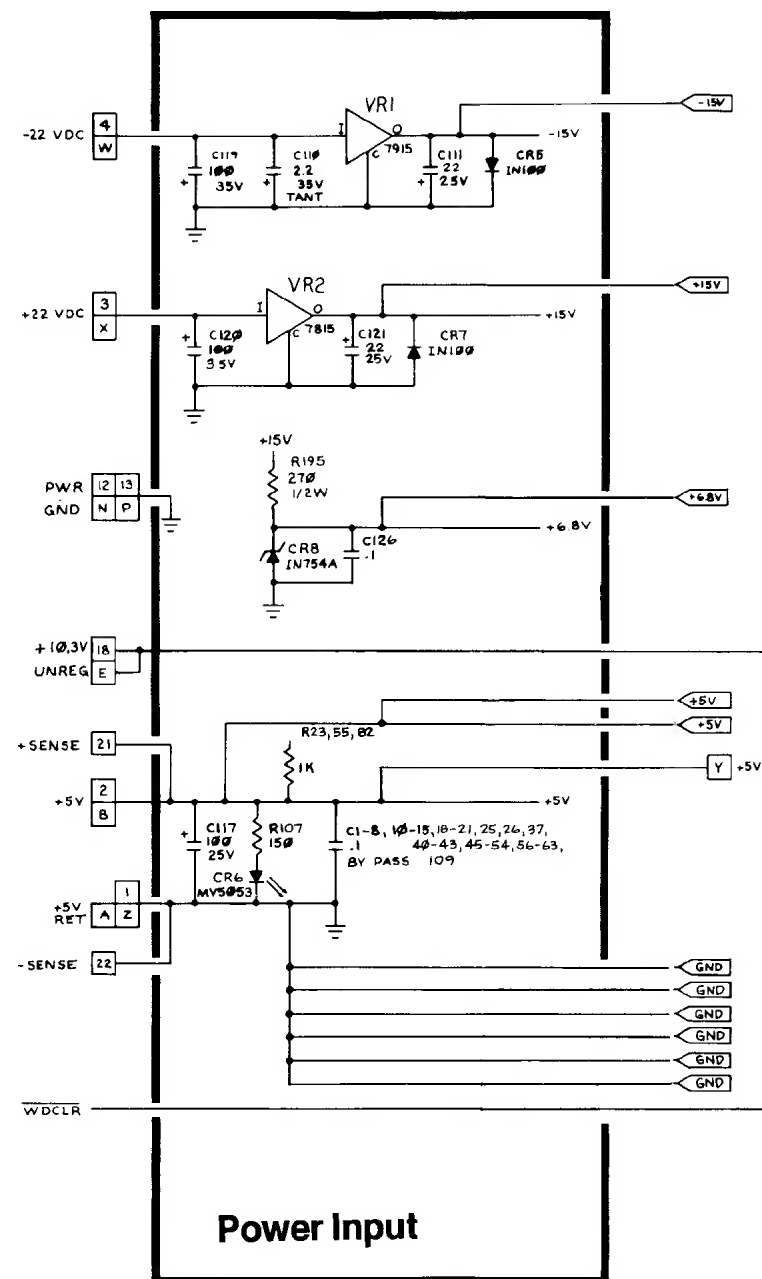 -22 VDC
4
W
VR1
I
O
C
7915
C119
100
35V
+
C110
2.2
35V
TANT
+
C111
22
25V
+
CR5
IN100
-15V
-15V
+22 VDC
3
X
VR2
I
O
C
7815
+
C120
100
35V
+
C121
22
25V
CR7
IN100
+15V
+15V
PWR
GND
12 13
N P
+15V
R195
270
1/2W
CR8
IN754A
C126
.1
+6.8V
+6.8V
+10.3V
UNREG
18
E
+5V
+5V
+SENSE
21
R23,55,82
1K
+5V
2
B
Y
+5V
+5V
+
C117
100
25V
R107
150
CR6
MV5053
C1-8, 10-15, 18-21, 25, 26, 37,
.1 40-43, 45-54, 56-63,
BY PASS 109
+5V
RET
1
A Z
-SENSE
22
GND
GND
GND
GND
GND
GND
WDCLR
Power Input